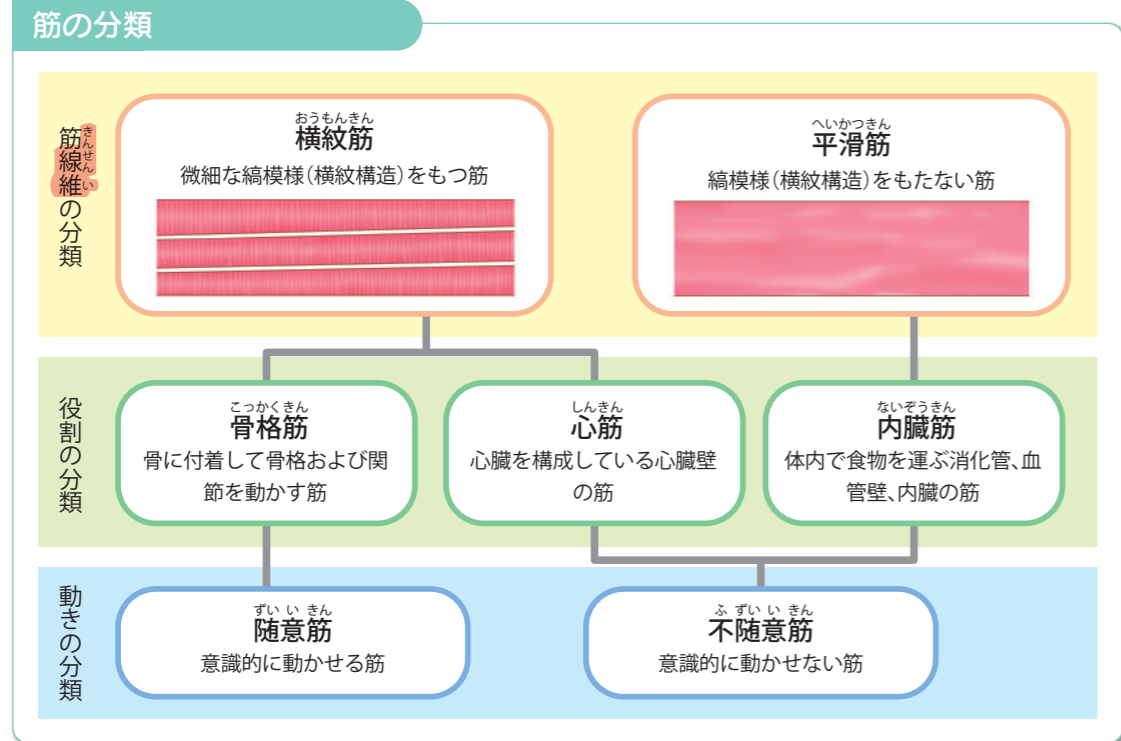 筋の分類
筋線維の分類
きんせんい
おうもんきん
横紋筋
微細な縞模様(横紋構造)をもつ筋
へいかつきん
平滑筋
縞模様(横紋構造)をもたない筋
役割の分類
こっかくきん
骨格筋
骨に付着して骨格および関
節を動かす筋
しんきん
心筋
心臓を構成している心臓壁
の筋
ないぞうきん
内臓筋
体内で食物を運ぶ消化管、血
管壁、内臓の筋
動きの分類
ずいいきん
随意筋
意識的に動かせる筋
ふずいいきん
不随意筋
意識的に動かせない筋